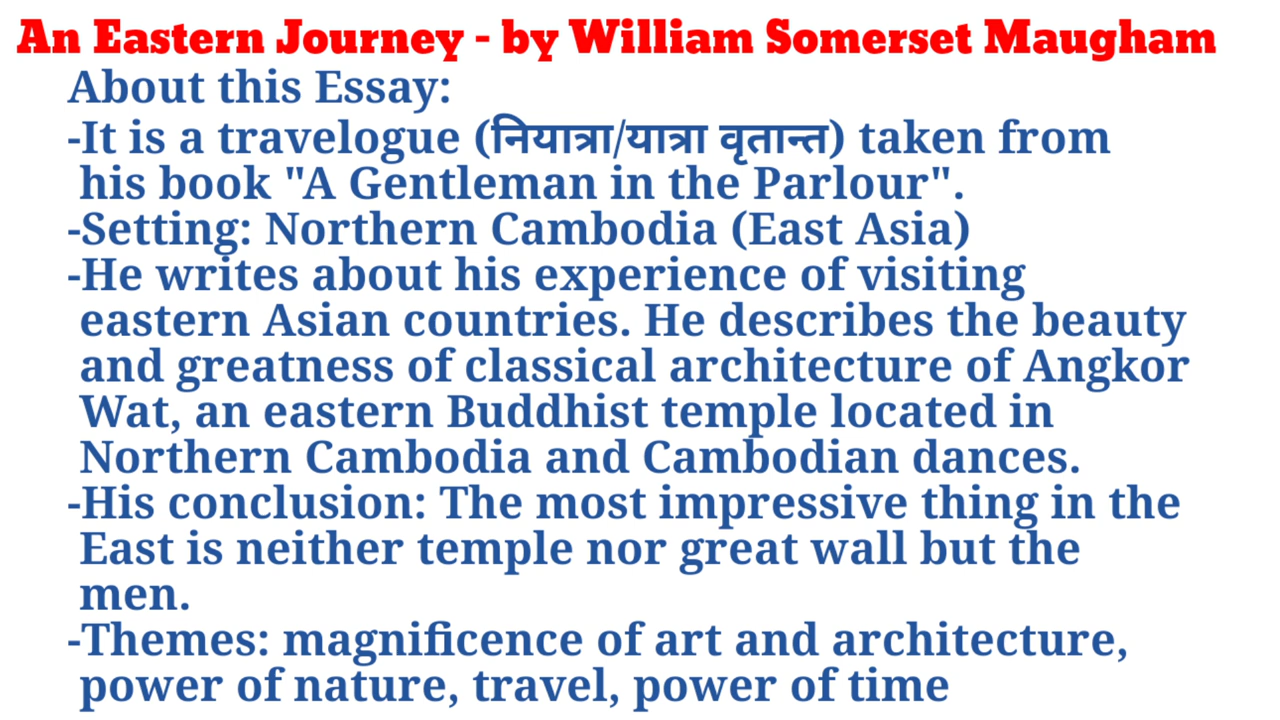 An Eastern Journey - by William Somerset Maugham
About this Essay:
-It is a travelogue (नियात्रा/यात्रा वृतान्त) taken from
his book "A Gentleman in the Parlour".
-Setting: Northern Cambodia (East Asia)
-He writes about his experience of visiting
eastern Asian countries. He describes the beauty
and greatness of classical architecture of Angkor
Wat, an eastern Buddhist temple located in
Northern Cambodia and Cambodian dances.
-His conclusion: The most impressive thing in the
East is neither temple nor great wall but the
men.
-Themes: magnificence of art and architecture,
power of nature, travel, power of time